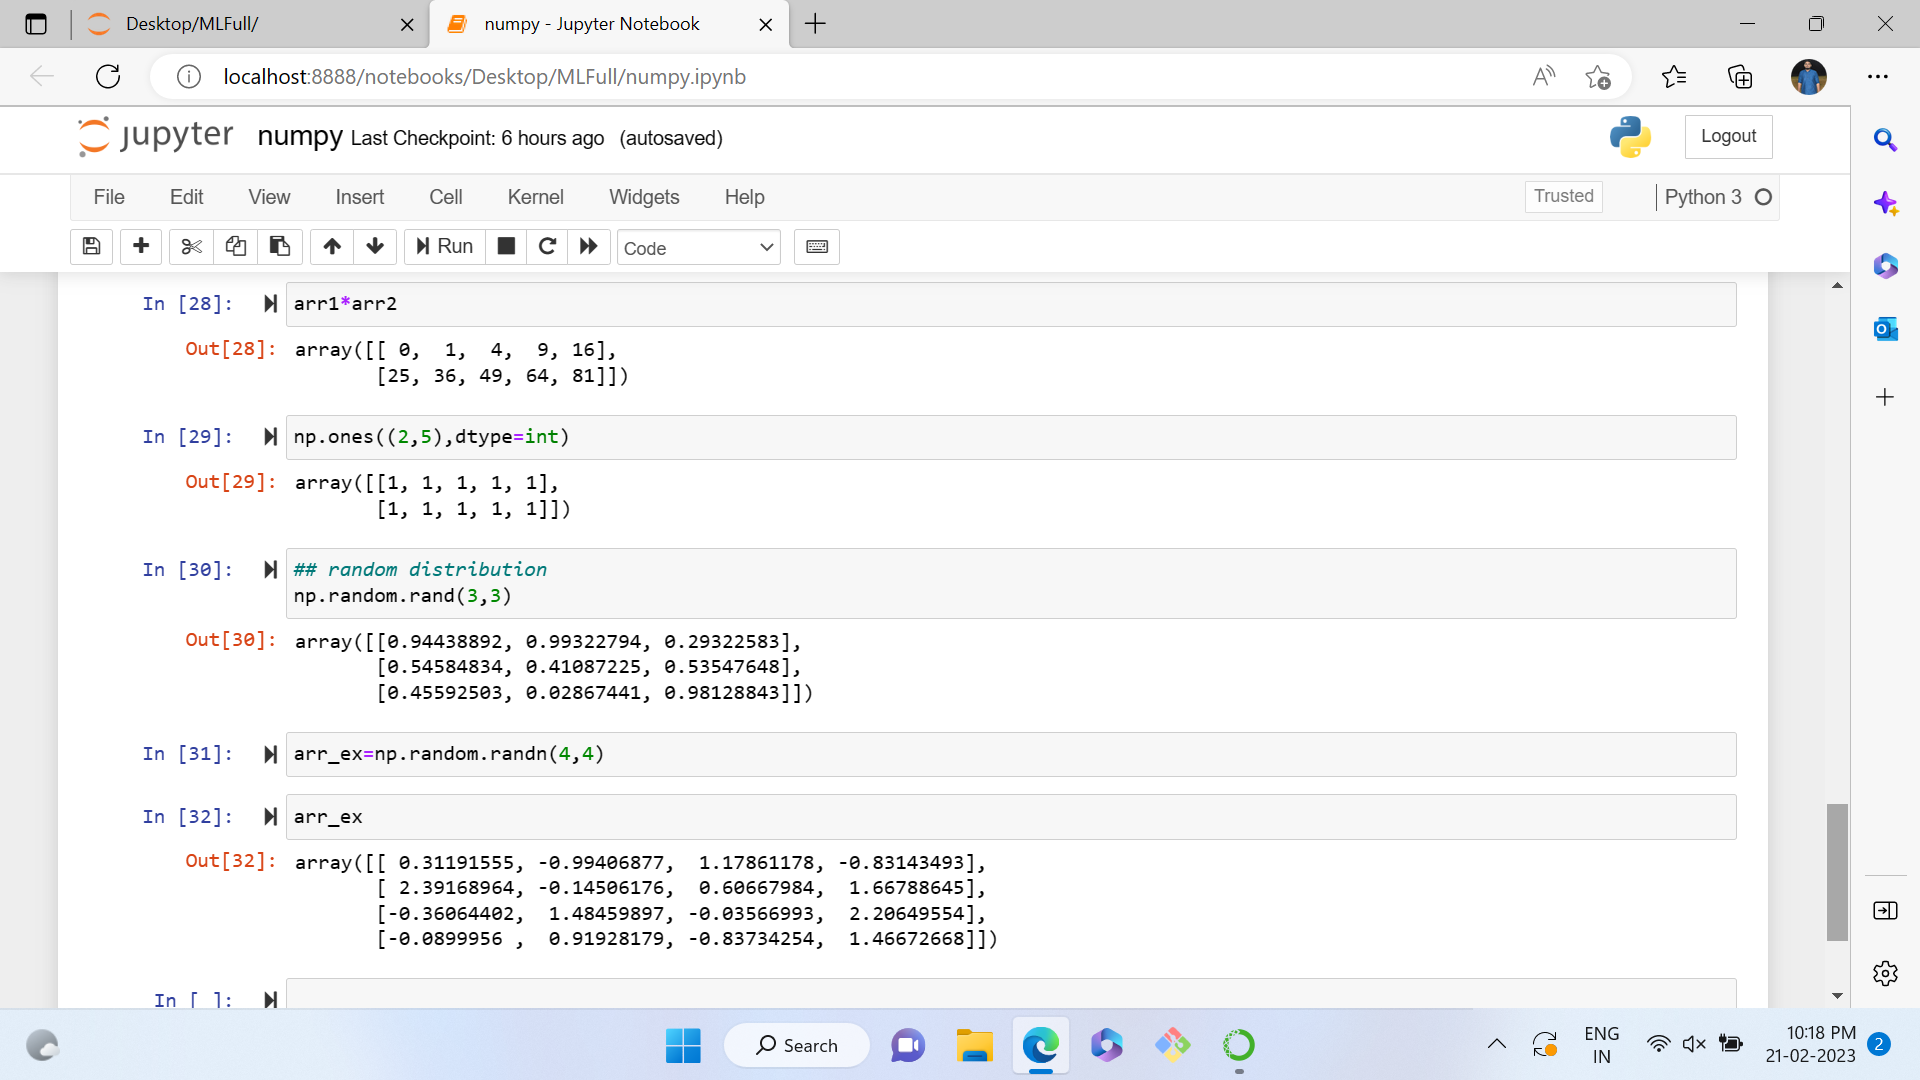 Desktop/MLFull/
numpy - Jupyter Notebook
localhost:8888/notebooks/Desktop/MLFull/numpy.ipynb
jupyter numpy Last Checkpoint: 6 hours ago (autosaved)
Logout
File Edit View Insert Cell Kernel Widgets Help
Trusted
Python 3
Run
Code
In [28]: arr1*arr2
Out[28]: array([[ 0,  1,  4,  9, 16],
[25, 36, 49, 64, 81]])
In [29]: np.ones((2,5),dtype=int)
Out[29]: array([[1, 1, 1, 1, 1],
[1, 1, 1, 1, 1]])
In [30]: ## random distribution
np.random.rand(3,3)
Out[30]: array([[0.94438892, 0.99322794, 0.29322583],
[0.54584834, 0.41087225, 0.53547648],
[0.45592503, 0.02867441, 0.98128843]])
In [31]: arr_ex=np.random.randn(4,4)
In [32]: arr_ex
Out[32]: array([[ 0.31191555, -0.99406877,  1.17861178, -0.83143493],
[ 2.39168964, -0.14506176,  0.60667984,  1.66788645],
[-0.36064402,  1.48459897, -0.03566993,  2.20649554],
[-0.0899956 ,  0.91928179, -0.83734254,  1.46672668]])
In [ ]:
Search
ENG
IN
10:18 PM
21-02-2023
2